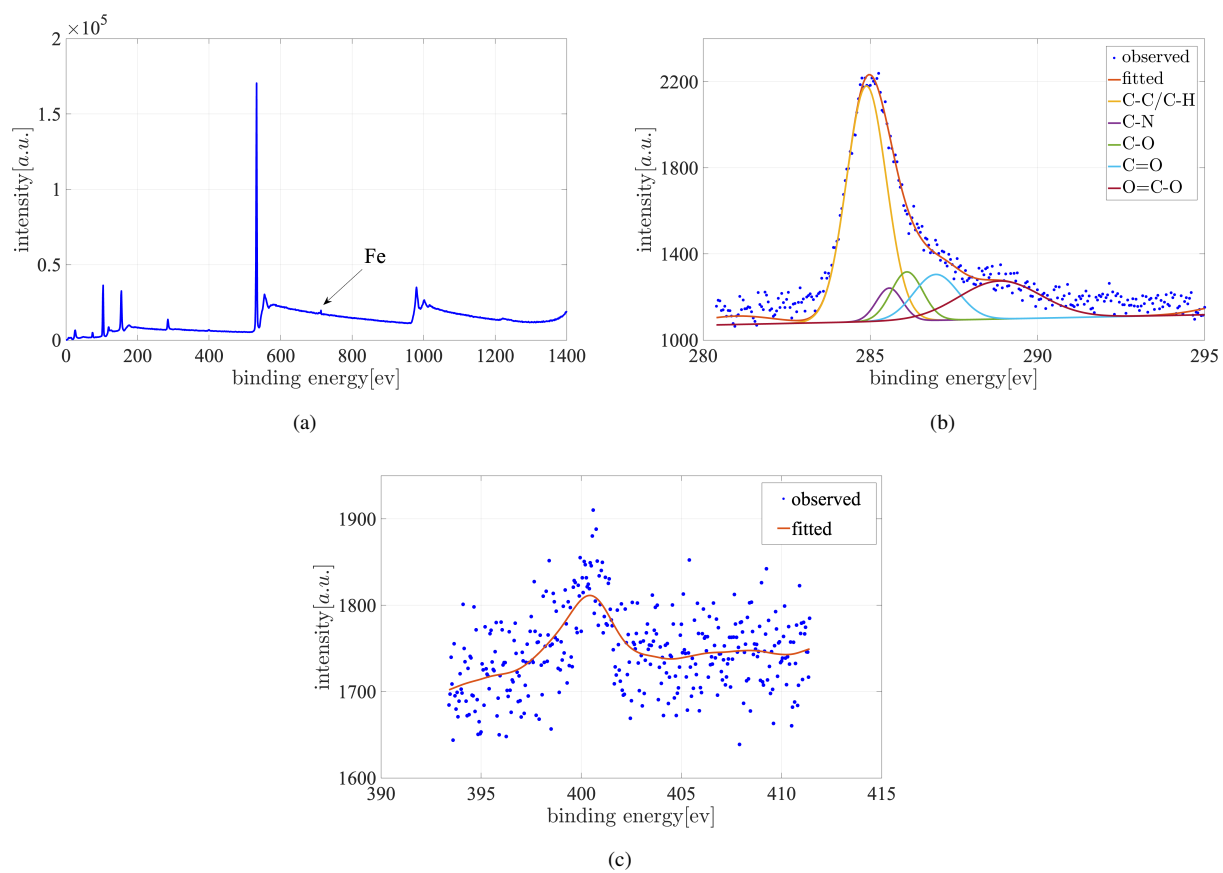 ×10⁵
2
1.5
1
0.5
0
0 200 400 600 800 1000 1200 1400
intensity[a.u.]
binding energy[ev]
Fe
(a)
2200
1800
1400
1000
280 285 290 295
intensity[a.u.]
binding energy[ev]
observed
fitted
C-C/C-H
C-N
C-O
C=O
O=C-O
(b)
1900
1800
1700
1600
390 395 400 405 410 415
intensity[a.u.]
binding energy[ev]
observed
fitted
(c)